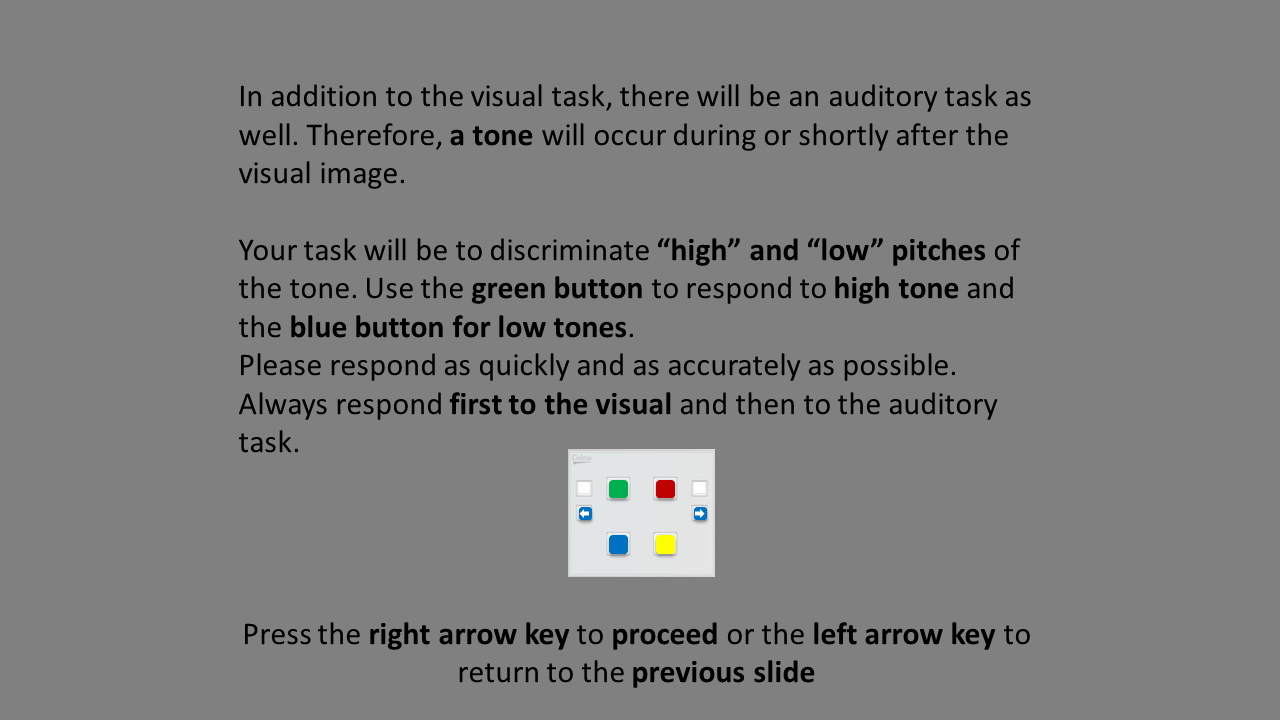 In addition to the visual task, there will be an auditory task as
well. Therefore, a tone will occur during or shortly after the
visual image.
Your task will be to discriminate “high” and “low” pitches of
the tone. Use the green button to respond to high tone and
the blue button for low tones.
Please respond as quickly and as accurately as possible.
Always respond first to the visual and then to the auditory
task.
Press the right arrow key to proceed or the left arrow key to
return to the previous slide